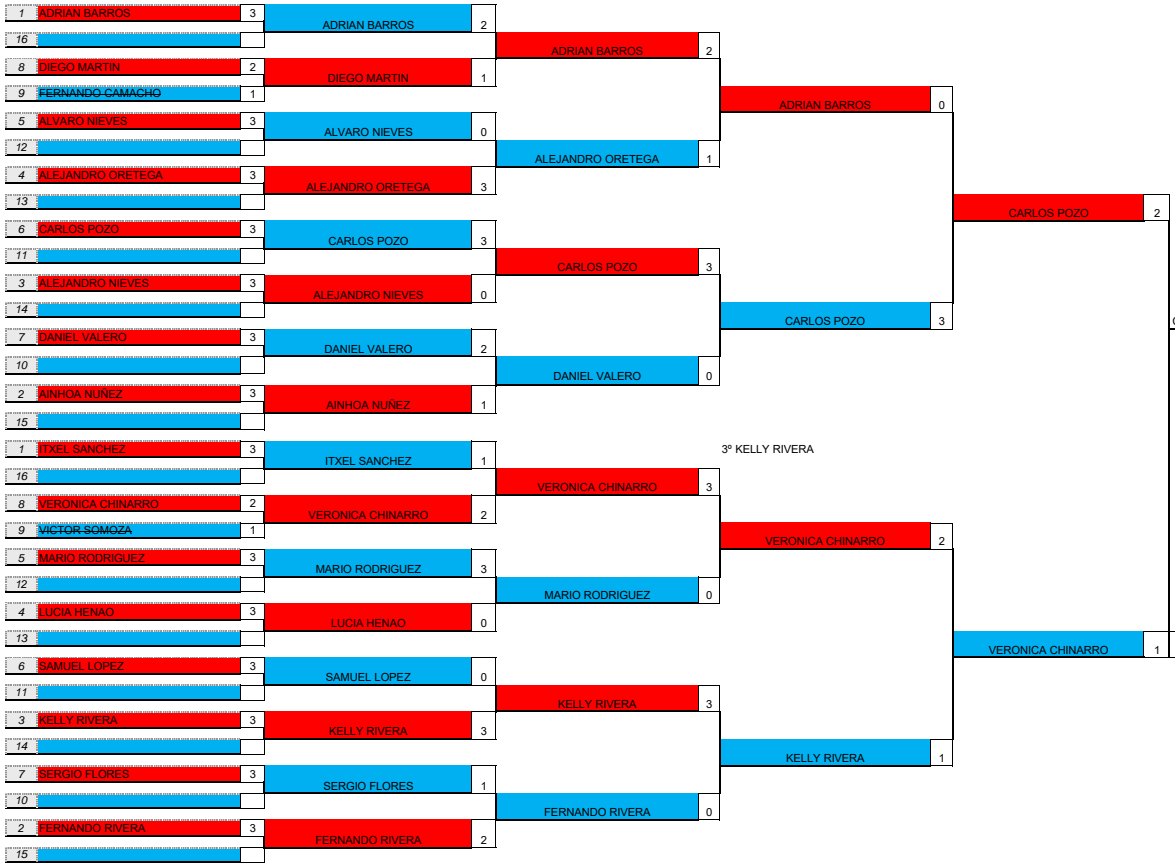 1 ADRIAN BARROS 3
16
8 DIEGO MARTIN 2
9 FERNANDO CAMACHO 1
5 ALVARO NIEVES 3
12
4 ALEJANDRO ORETEGA 3
13
6 CARLOS POZO 3
11
3 ALEJANDRO NIEVES 3
14
7 DANIEL VALERO 3
10
2 AINHOA NUÑEZ 3
15
1 ITXEL SANCHEZ 3
16
8 VERONICA CHINARRO 2
9 VICTOR SOMOZA 1
5 MARIO RODRIGUEZ 3
12
4 LUCIA HENAO 3
13
6 SAMUEL LOPEZ 3
11
3 KELLY RIVERA 3
14
7 SERGIO FLORES 3
10
2 FERNANDO RIVERA 3
15
ADRIAN BARROS 2
DIEGO MARTIN 1
ALVARO NIEVES 0
ALEJANDRO ORETEGA 3
CARLOS POZO 3
ALEJANDRO NIEVES 0
DANIEL VALERO 2
AINHOA NUÑEZ 1
ITXEL SANCHEZ 1
VERONICA CHINARRO 2
MARIO RODRIGUEZ 3
LUCIA HENAO 0
SAMUEL LOPEZ 0
KELLY RIVERA 3
SERGIO FLORES 1
FERNANDO RIVERA 2
ADRIAN BARROS 2
ALEJANDRO ORETEGA 1
CARLOS POZO 3
DANIEL VALERO 0
VERONICA CHINARRO 3
MARIO RODRIGUEZ 0
KELLY RIVERA 3
FERNANDO RIVERA 0
ADRIAN BARROS 0
CARLOS POZO 3
3º KELLY RIVERA
VERONICA CHINARRO 2
KELLY RIVERA 1
CARLOS POZO 2
VERONICA CHINARRO 1